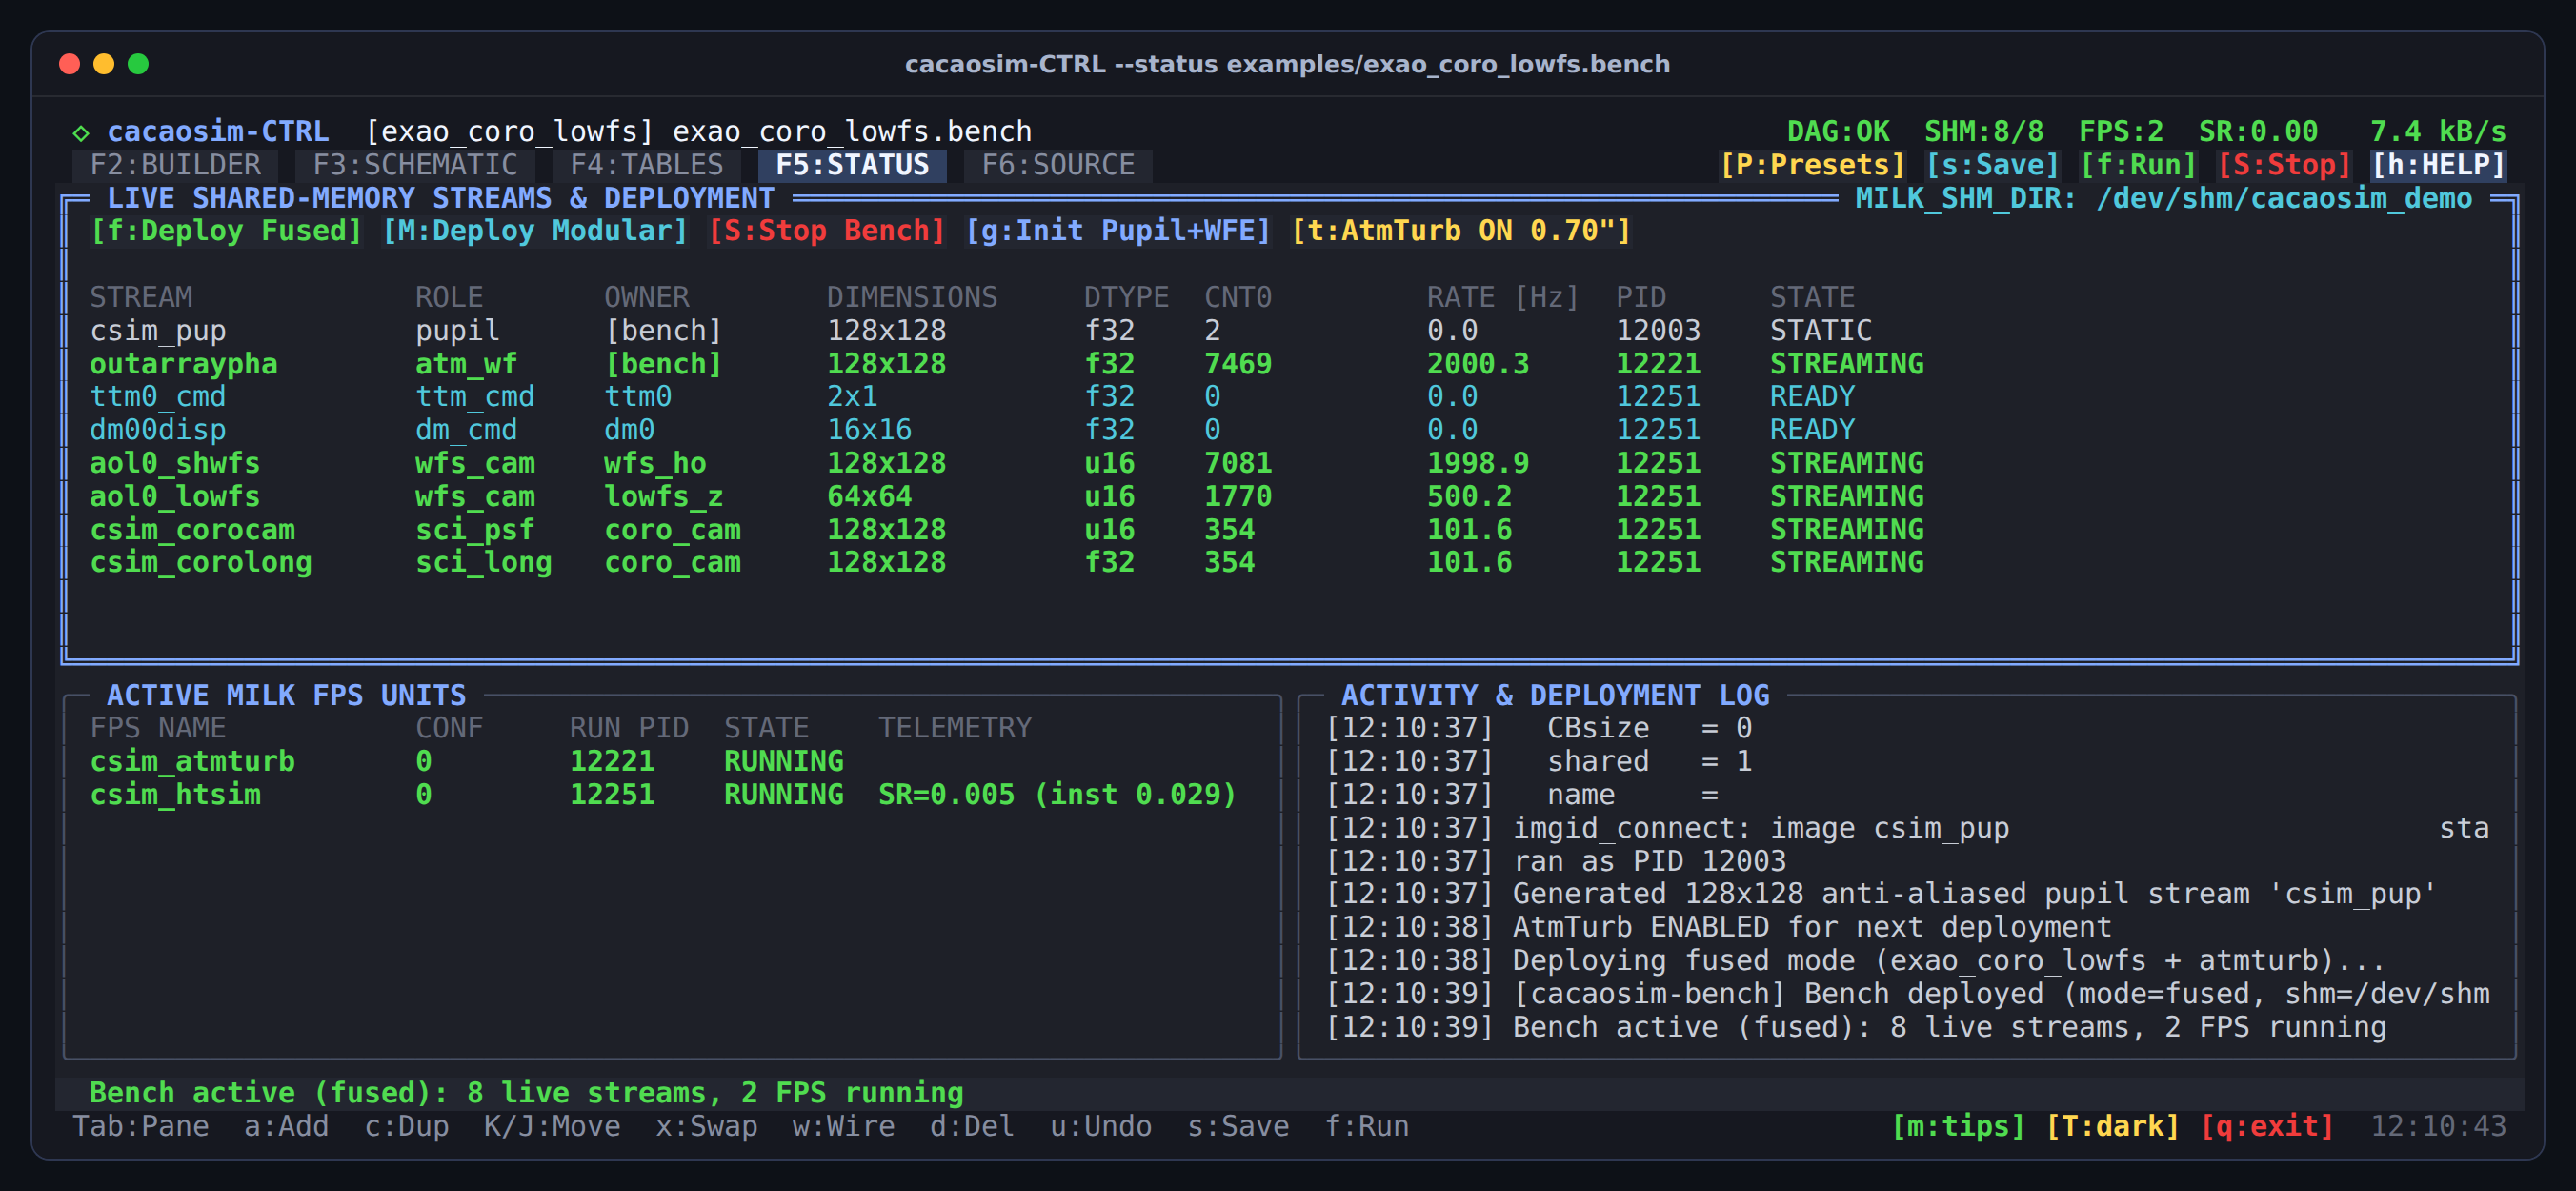 cacaosim-CTRL --status examples/exao_coro_lowfs.bench
◇ cacaosim-CTRL  [exao_coro_lowfs] exao_coro_lowfs.bench  DAG:OK  SHM:8/8  FPS:2  SR:0.00  7.4 kB/s
F2:BUILDER  F3:SCHEMATIC  F4:TABLES  F5:STATUS  F6:SOURCE  [P:Presets] [s:Save] [f:Run] [S:Stop] [h:HELP]
LIVE SHARED-MEMORY STREAMS & DEPLOYMENT  MILK_SHM_DIR: /dev/shm/cacaosim_demo
[f:Deploy Fused] [M:Deploy Modular] [S:Stop Bench] [g:Init Pupil+WFE] [t:AtmTurb ON 0.70"]
STREAM  ROLE  OWNER  DIMENSIONS  DTYPE  CNT0  RATE [Hz]  PID  STATE
csim_pup  pupil  [bench]  128x128  f32  2  0.0  12003  STATIC
outarraypha  atm_wf  [bench]  128x128  f32  7469  2000.3  12221  STREAMING
ttm0_cmd  ttm_cmd  ttm0  2x1  f32  0  0.0  12251  READY
dm00disp  dm_cmd  dm0  16x16  f32  0  0.0  12251  READY
aol0_shwfs  wfs_cam  wfs_ho  128x128  u16  7081  1998.9  12251  STREAMING
aol0_lowfs  wfs_cam  lowfs_z  64x64  u16  1770  500.2  12251  STREAMING
csim_corocam  sci_psf  coro_cam  128x128  u16  354  101.6  12251  STREAMING
csim_corolong  sci_long  coro_cam  128x128  f32  354  101.6  12251  STREAMING
ACTIVE MILK FPS UNITS
FPS NAME  CONF  RUN PID  STATE  TELEMETRY
csim_atmturb  0  12221  RUNNING
csim_htsim  0  12251  RUNNING  SR=0.005 (inst 0.029)
ACTIVITY & DEPLOYMENT LOG
[12:10:37]   CBsize   = 0
[12:10:37]   shared   = 1
[12:10:37]   name     =
[12:10:37] imgid_connect: image csim_pup  sta
[12:10:37] ran as PID 12003
[12:10:37] Generated 128x128 anti-aliased pupil stream 'csim_pup'
[12:10:38] AtmTurb ENABLED for next deployment
[12:10:38] Deploying fused mode (exao_coro_lowfs + atmturb)...
[12:10:39] [cacaosim-bench] Bench deployed (mode=fused, shm=/dev/shm
[12:10:39] Bench active (fused): 8 live streams, 2 FPS running
Bench active (fused): 8 live streams, 2 FPS running
Tab:Pane  a:Add  c:Dup  K/J:Move  x:Swap  w:Wire  d:Del  u:Undo  s:Save  f:Run  [m:tips] [T:dark] [q:exit]  12:10:43